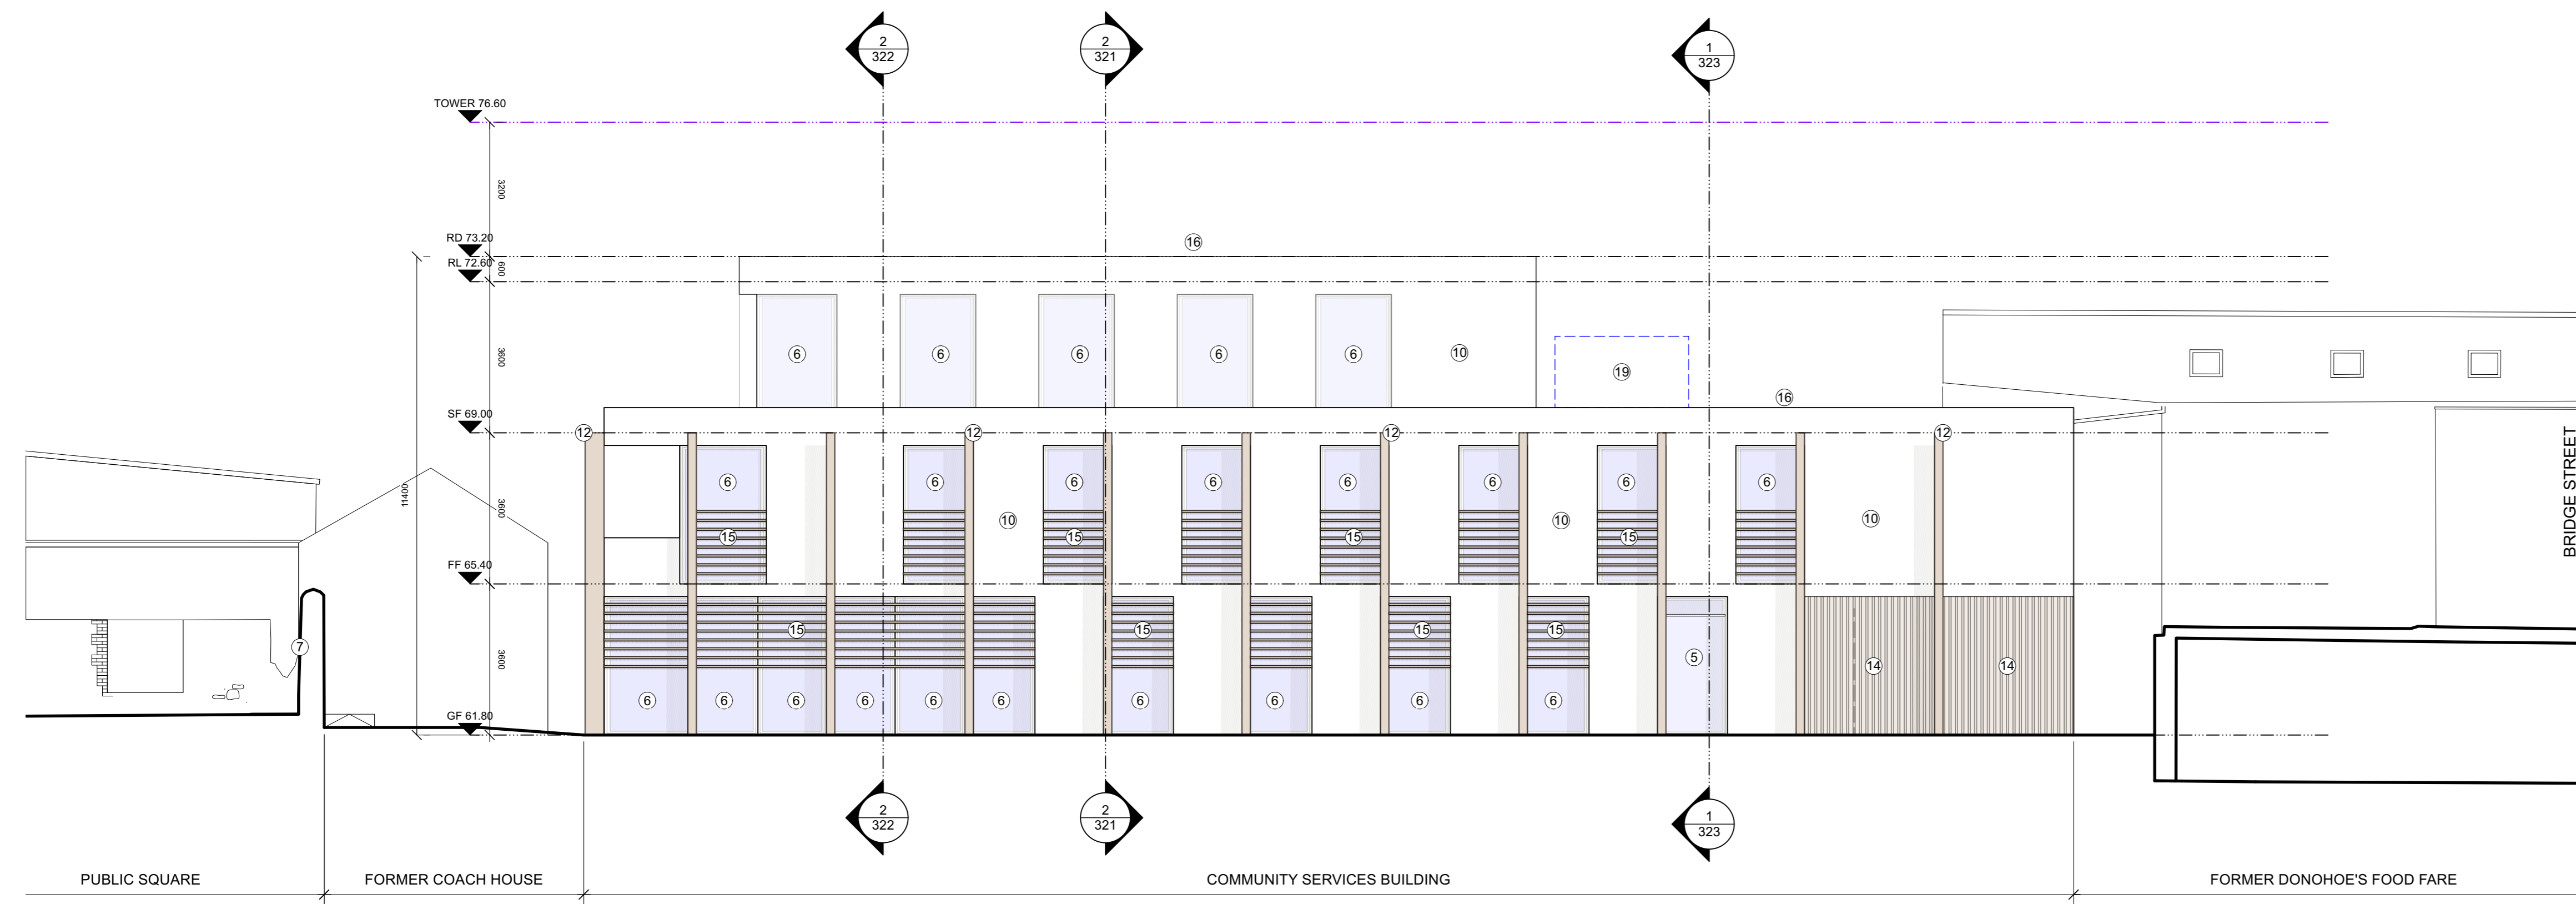 2 2 1
322 321 323
TOWER 76.60
3200
RD 73.20
16
RL 72.60
600
3600
6 6 6 6 6 10
19
16
SF 69.00
12 12 12 12
BRIDGE STREET
6 6 6 6 6 6 6 6
11400
3600
10 10 10
15 15 15 15
FF 65.40
15 15 15 15
7
3600
5
14 14
6 6 6 6 6 6 6 6 6 6
GF 61.80
2 2 1
322 321 323
PUBLIC SQUARE
FORMER COACH HOUSE
COMMUNITY SERVICES BUILDING
FORMER DONOHOE'S FOOD FARE